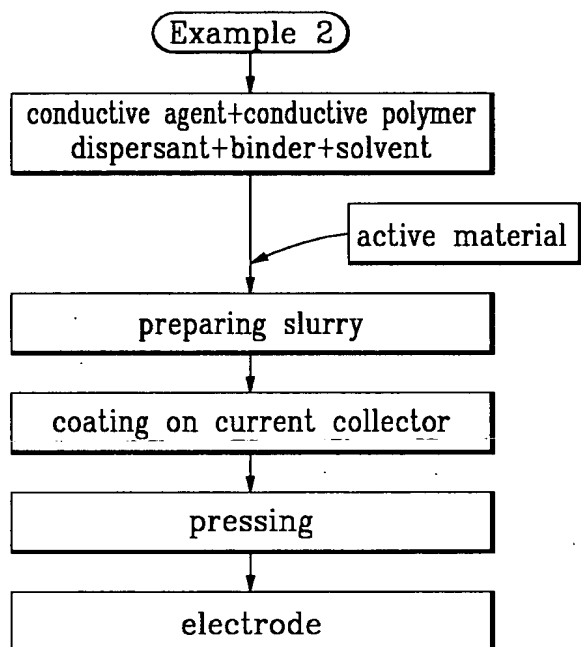 Example 2
conductive agent+conductive polymer
dispersant+binder+solvent
active material
preparing slurry
coating on current collector
pressing
electrode